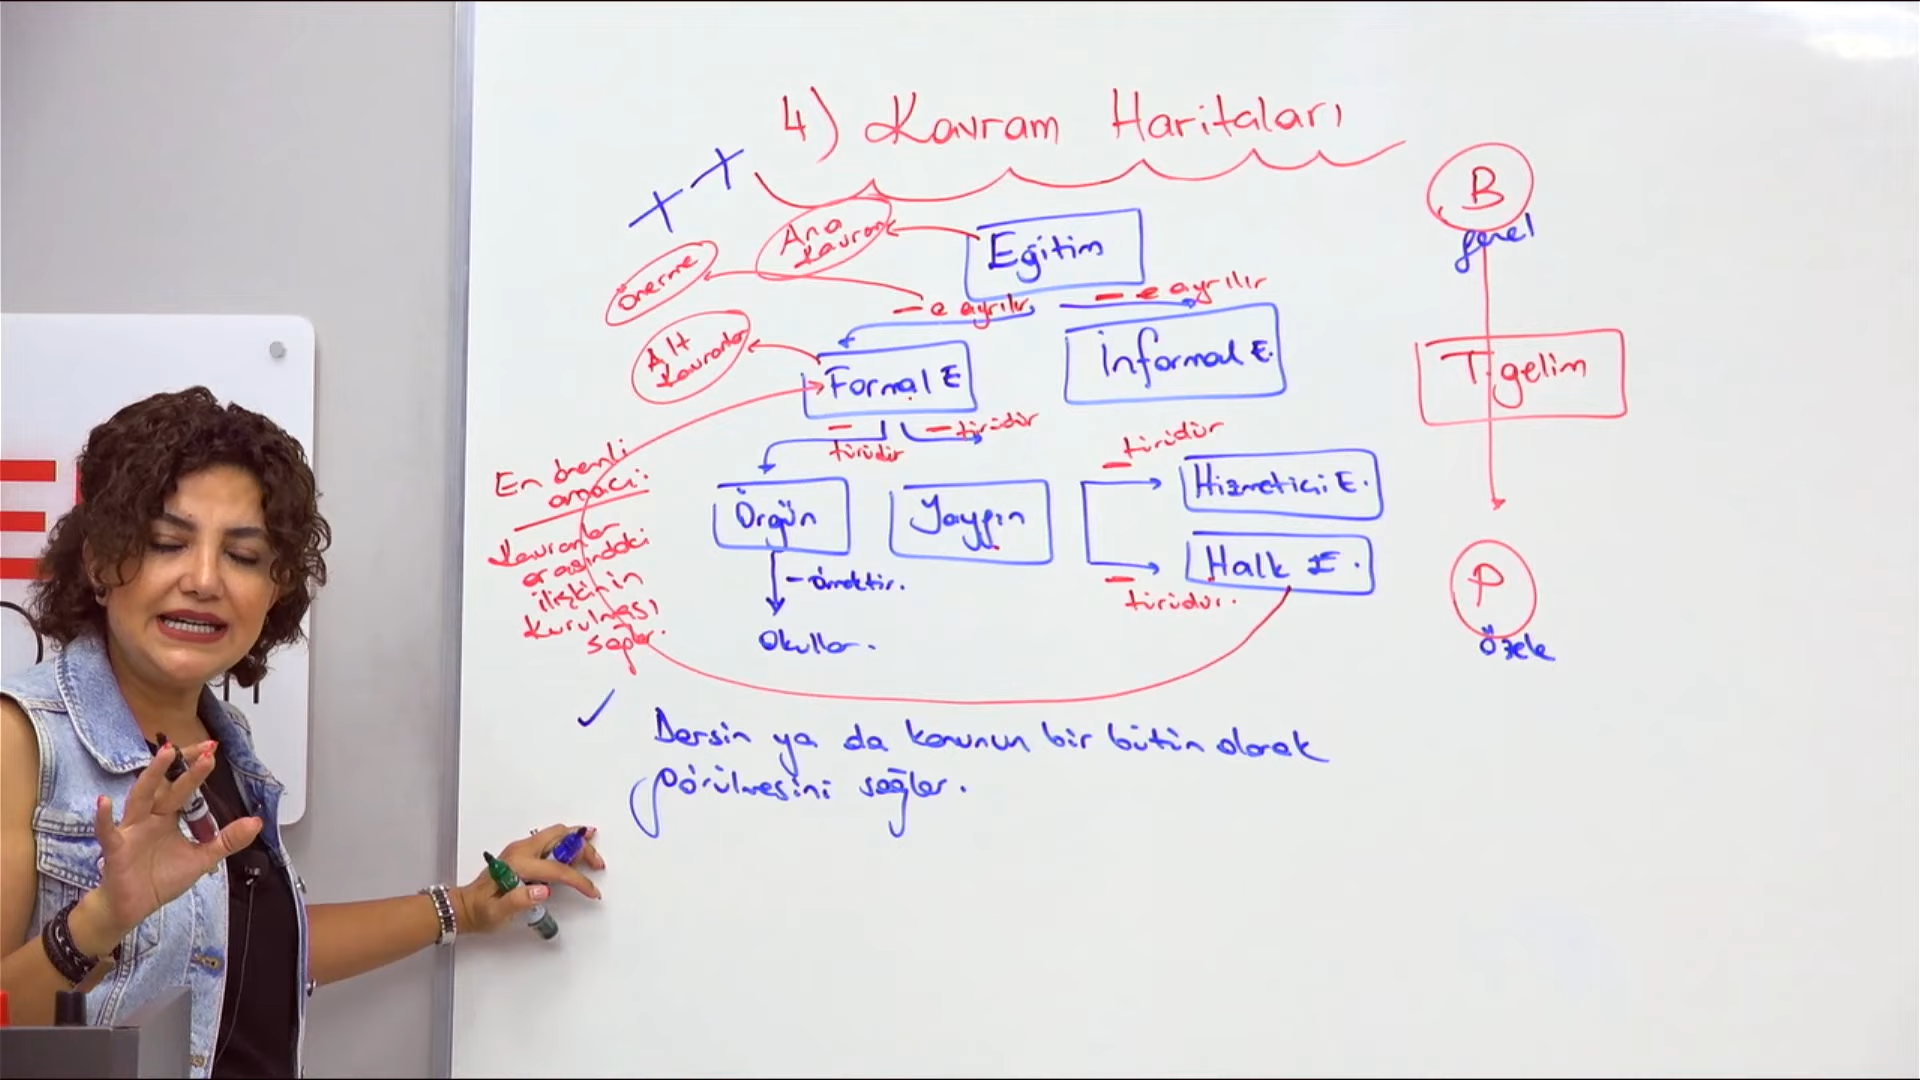 4) Kavram Haritaları
B
genel
Ana
kavram
Eğitim
Önerme
e ayrılır
e ayrılır
Alt
kavramlar
Formal E
İnformal E.
T. gelim
türüdür
türüdür
türüdür
En önemli
amacı:
Kavramlar
arasındaki
ilişkinin
kurulması
sağlar.
Örgün
Yaygın
Hizmetiçi E.
Halk E.
türüdür.
P
Özele
- örnektir.
Okullar.
✓ Dersin ya da konunun bir bütün olarak
görülmesini sağlar.